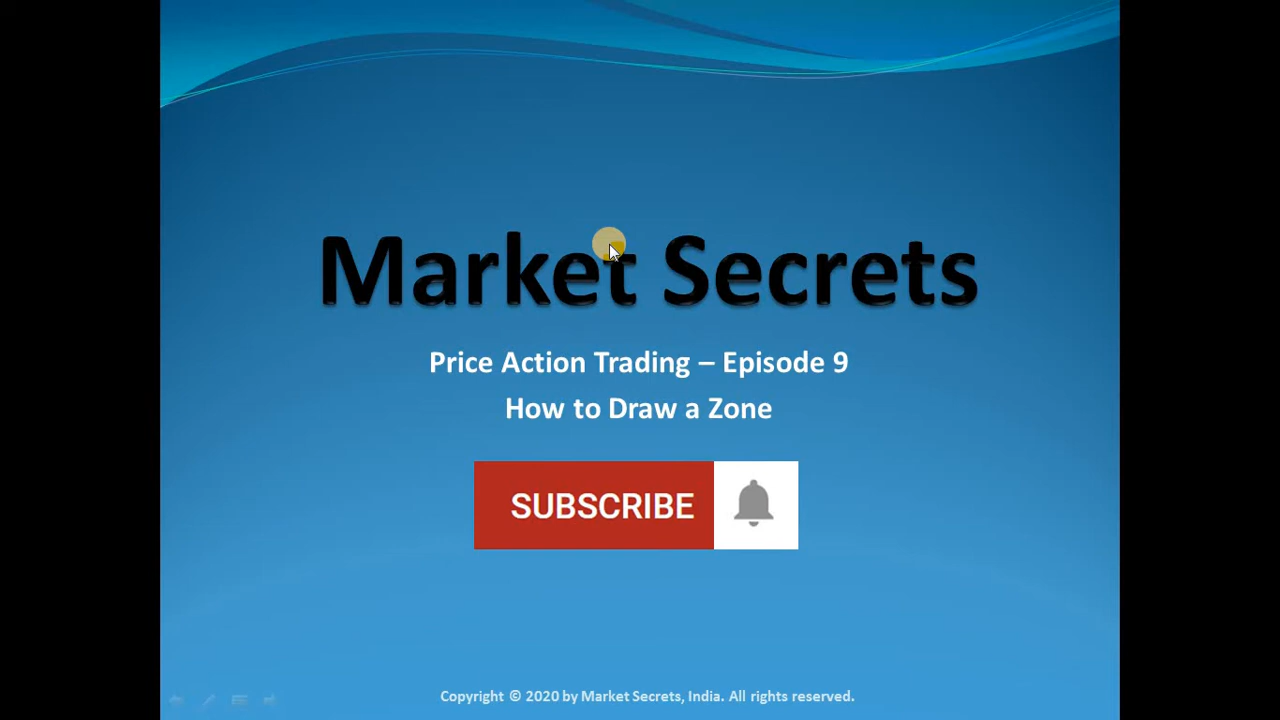 Market Secrets
Price Action Trading – Episode 9
How to Draw a Zone
SUBSCRIBE
Copyright © 2020 by Market Secrets, India. All rights reserved.